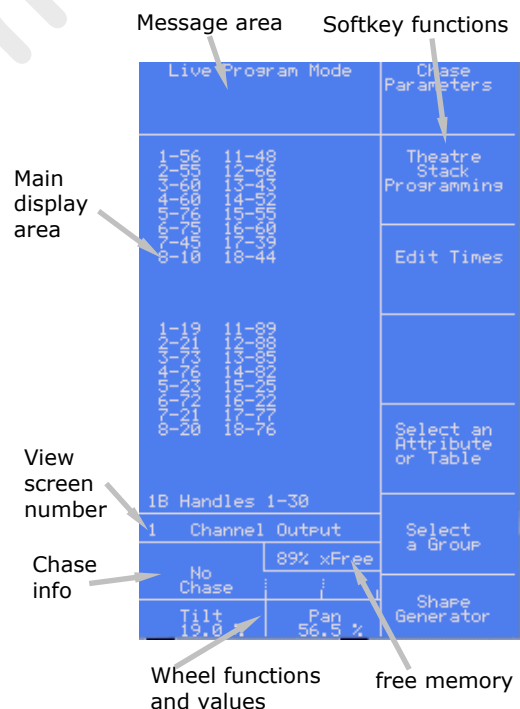 Message area
Softkey functions
Live Program Mode
Chase
Parameters
1-56 11-48
2-55 12-66
3-60 13-43
4-60 14-52
5-76 15-55
6-75 16-60
7-45 17-39
8-10 18-44
Theatre
Stack
Programming
Main
display
area
Edit Times
1-19 11-89
2-21 12-88
3-73 13-85
4-76 14-82
5-23 15-25
6-72 16-22
7-21 17-77
8-20 18-76
Select an
Attribute
or Table
View
screen
number
1B Handles 1-30
1 Channel Output
Select
a Group
89% xFree
Chase
info
No
Chase
Tilt
19.0 %
Pan
56.5 %
Shape
Generator
Wheel functions
and values
free memory